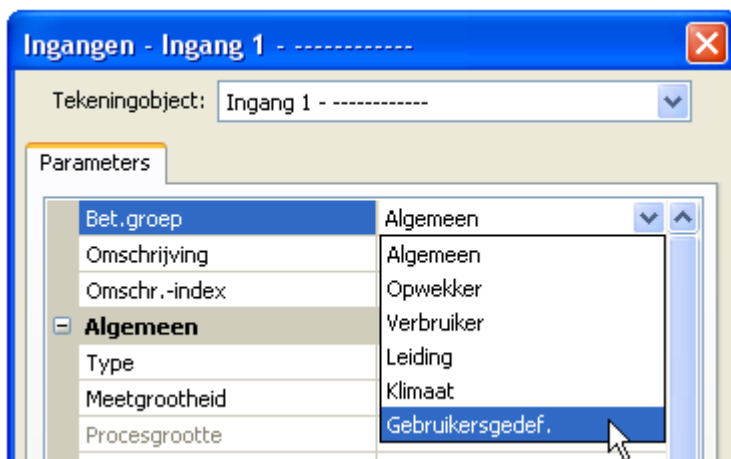 Ingangen - Ingang 1 - ------------
Tekeningobject: Ingang 1 - ------------
Parameters
Bet.groep Algemeen
Omschrijving Algemeen
Omschr.-index Opwekker
Algemeen Verbruiker
Type Leiding
Meetgrootheid Klimaat
Procesgrootte Gebruikersgedef.